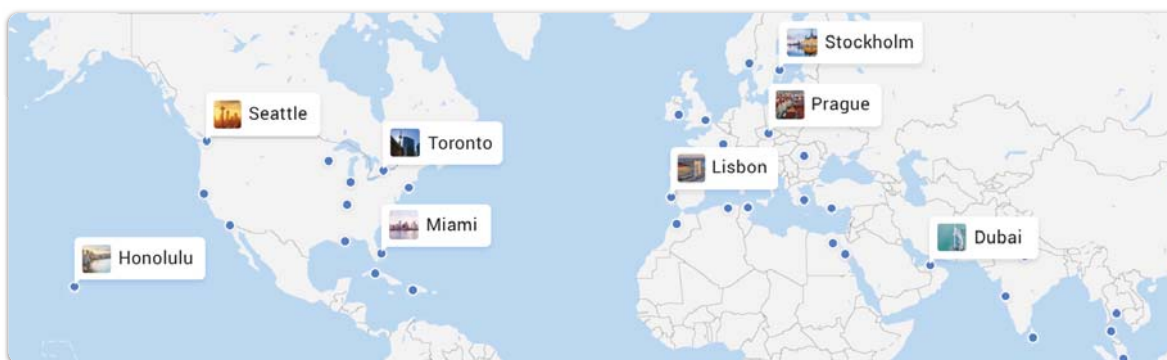 Stockholm
Prague
Seattle
Toronto
Lisbon
Miami
Dubai
Honolulu